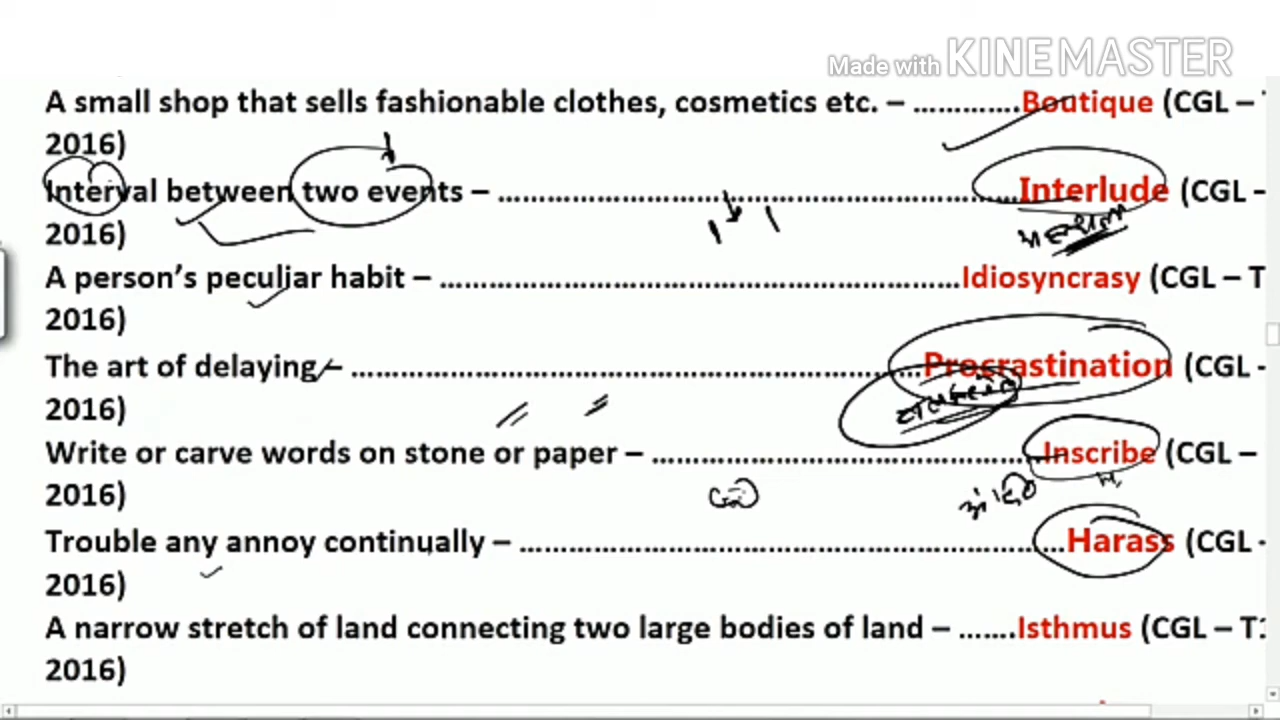 Made with KINEMASTER
A small shop that sells fashionable clothes, cosmetics etc. – .............Boutique (CGL –
2016)
Interval between two events – ................................................................Interlude (CGL –
2016)
A person's peculiar habit – ................................................................Idiosyncrasy (CGL – T
2016)
The art of delaying – ................................................................Procrastination (CGL –
2016)
Write or carve words on stone or paper – ................................................Inscribe (CGL –
2016)
Trouble any annoy continually – ................................................................Harass (CGL –
2016)
A narrow stretch of land connecting two large bodies of land – .......Isthmus (CGL – T1
2016)